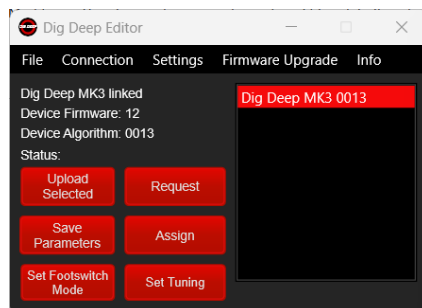 Dig Deep Editor
File Connection Settings Firmware Upgrade Info
Dig Deep MK3 linked
Device Firmware: 12
Device Algorithm: 0013
Status:
Dig Deep MK3 0013
Upload
Selected
Request
Save
Parameters
Assign
Set Footswitch
Mode
Set Tuning